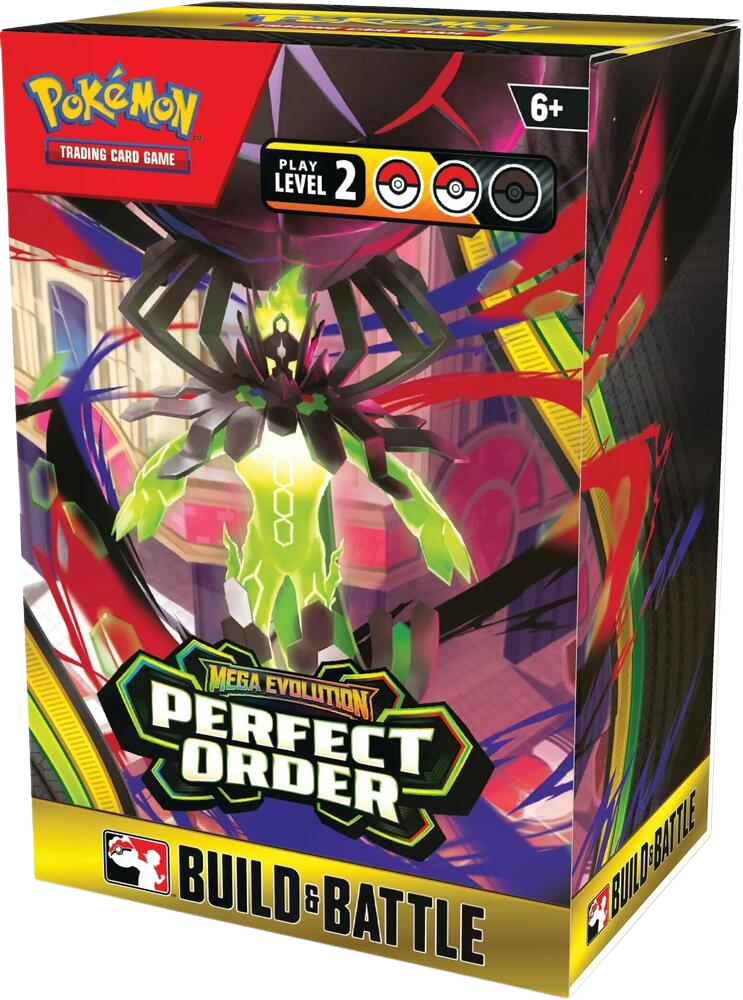 POKÉMON
TRADING CARD GAME
6+
PLAY
LEVEL 2
MEGA EVOLUTION
PERFECT
ORDER
BUILD & BATTLE
BUILD & BATTLE